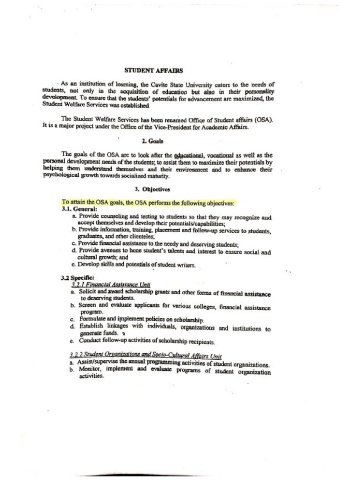 STUDENT AFFAIRS
As an institution of learning, the Cavite State University caters to the needs of
students, not only in the acquisition of education but also in their personality
development. To ensure that the students' potentials for advancement are maximized, the
Student Welfare Services was established
The Student Welfare Services has been renamed Office of Student affairs (OSA).
It is a major project under the Office of the Vice-President for Academic Affairs.
2. Goals
The goals of the OSA are to look after the educational, vocational as well as the
personal development needs of the students; to assist them to maximize their potentials by
helping them understand themselves and their environment and to enhance their
psychological growth towards socialized maturity.
3. Objectives
To attain the OSA goals, the OSA performs the following objectives:
3.1. General:
a. Provide counseling and testing to students so that they may recognize and
accept themselves and develop their potentials/capabilities;
b. Provide information, training, placement and follow-up services to students,
graduates, and other clienteles;
c. Provide financial assistance to the needy and deserving students;
d. Provide avenues to hone student's talents and interest to ensure social and
cultural growth; and
e. Develop skills and potentials of student writers.
3.2 Specific:
3.2.1 Financial Assistance Unit
a. Solicit and award scholarship grants and other forms of financial assistance
to deserving students.
b. Screen and evaluate applicants for various colleges, financial assistance
program.
c. Formulate and implement policies on scholarship.
d. Establish linkages with individuals, organizations and institutions to
generate funds.
e. Conduct follow-up activities of scholarship recipients.
3.2.2 Student Organizations and Socio-Cultural Affairs Unit
a. Assist/supervise the annual programming activities of student organizations.
b. Monitor, implement and evaluate programs of student organization
activities.